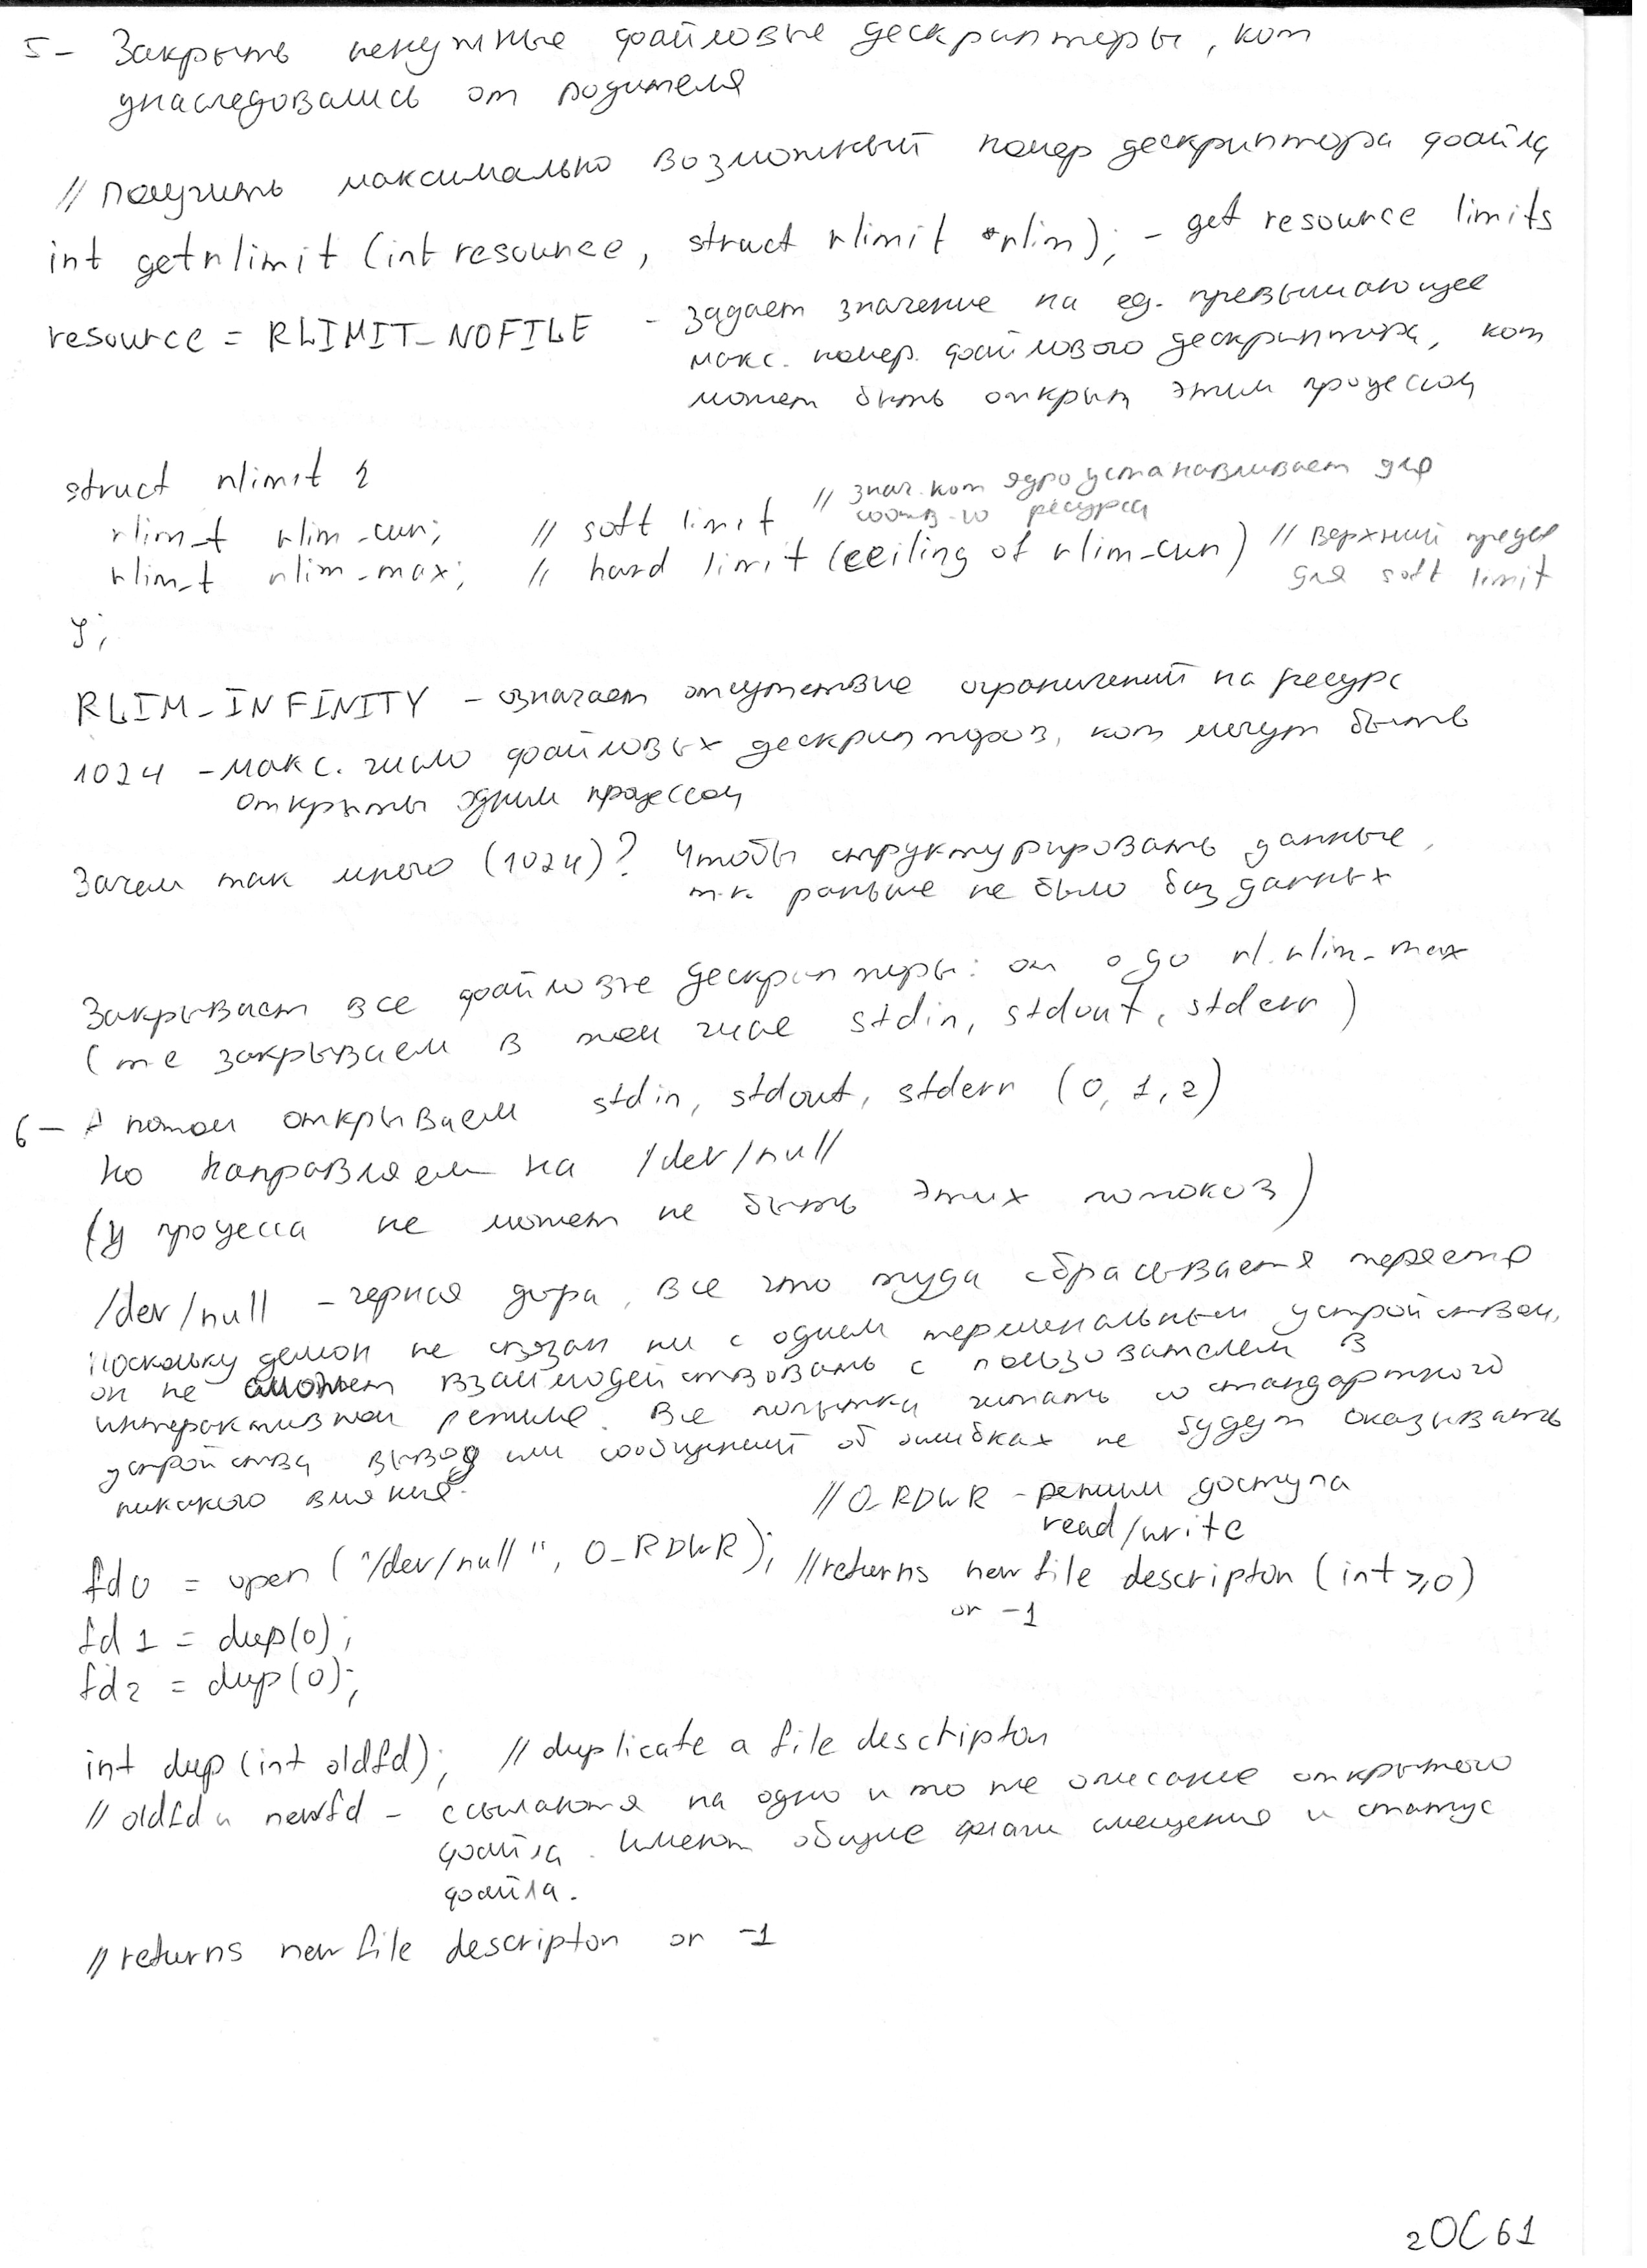 5 - Закрыть ненужные файловые дескрипторы, кот
унаследовались от родителя
// Получить максимально возможный номер дескриптора файла
int getrlimit (int resource, struct rlimit *rlim); - get resource limits
resource = RLIMIT_NOFILE - задает значение на ед. превышающее
макс. номер. файлового дескриптора, кот
может быть открыт этим процессом
struct rlimit {
rlim_t rlim_cur; // soft limit // знач. кот ядро устанавливает для
соотв-го ресурса
rlim_t rlim_max; // hard limit (ceiling of rlim_cur) // верхний предел
для soft limit
};
RLIM_INFINITY - означает отсутствие ограничений на ресурс
1024 - макс. число файловых дескрипторов, кот могут быть
открыты одним процессом
Зачем так много (1024)? Чтобы структурировать данные,
т.к. раньше не было баз данных
Закрываем все файловые дескрипторы: от 0 до rl.rlim_max
(т е закрываем в том числе stdin, stdout, stderr)
6 - А потом открываем stdin, stdout, stderr (0, 1, 2)
Но направляем на /dev/null
(У процесса не может не быть этих потоков)
/dev/null - черная дыра, все что туда сбрасывается теряется
Поскольку демон не связан ни с одним терминальным устройством,
он не может взаимодействовать с пользователем в
интерактивном режиме. Все попытки читать со стандартного
устройства вывода или сообщений об ошибках не будут оказывать
никакого влияния.
// O_RDWR - режим доступа
read/write
fd0 = open ("/dev/null", O_RDWR); // returns new file descriptor (int ≥ 0)
or -1
fd1 = dup(0);
fd2 = dup(0);
int dup (int oldfd); // duplicate a file desctiptor
// oldfd и newfd - ссылаются на одно и то же описание открытого
файла. Имеют общие флаги смещения и статус
файла.
// returns new file descriptor or -1
2ОС 61